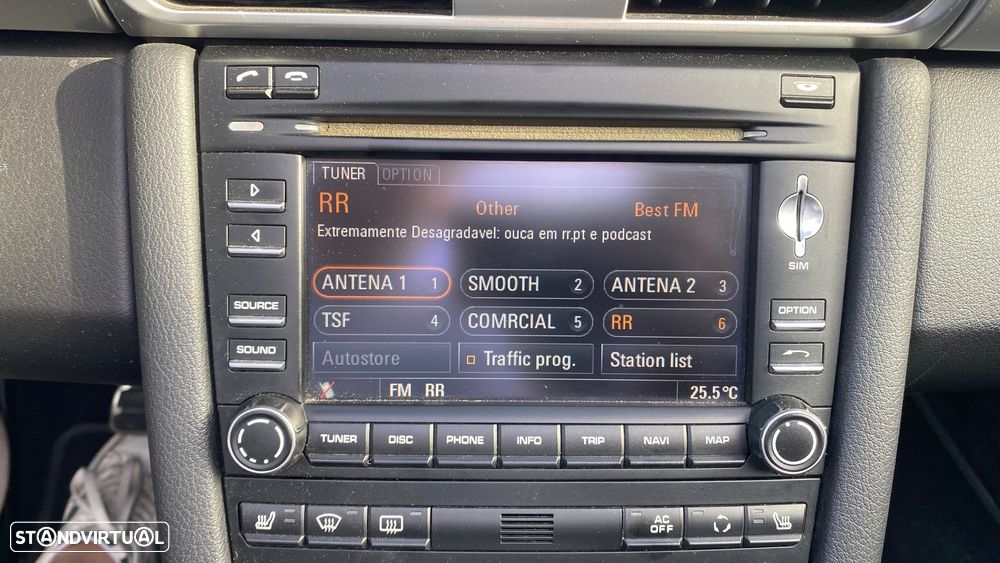 TUNER OPTION
RR Other Best FM
Extremamente Desagradavel: ouca em rr.pt e podcast
ANTENA 1 1 SMOOTH 2 ANTENA 2 3
TSF 4 COMRCIAL 5 RR 6
Autostore Traffic prog. Station list
FM RR 25.5°C
SIM
SOURCE
OPTION
SOUND
TUNER DISC PHONE INFO TRIP NAVI MAP
AC
OFF
STANDVIRTUAL